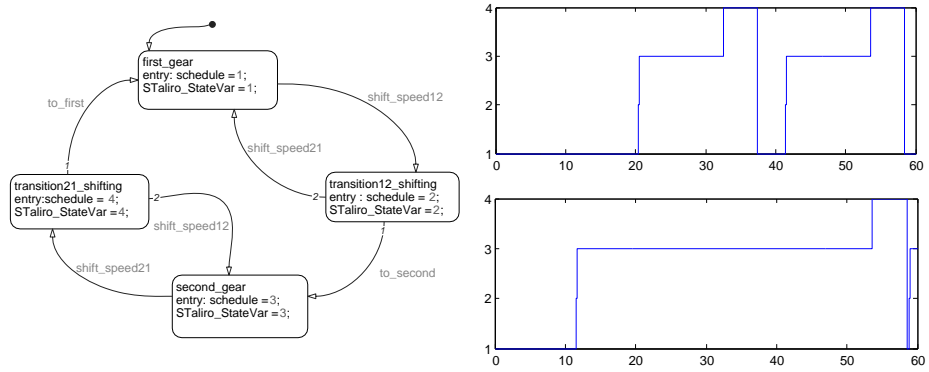 first_gear
entry: schedule =1;
STaliro_StateVar =1;
to_first
shift_speed12
shift_speed21
1
transition21_shifting
entry:schedule = 4;
STaliro_StateVar =4;
2
shift_speed12
2
transition12_shifting
entry : schedule = 2;
STaliro_StateVar =2;
1
shift_speed21
to_second
second_gear
entry: schedule =3;
STaliro_StateVar =3;
4
3
2
1
0 10 20 30 40 50 60
4
3
2
1
0 10 20 30 40 50 60